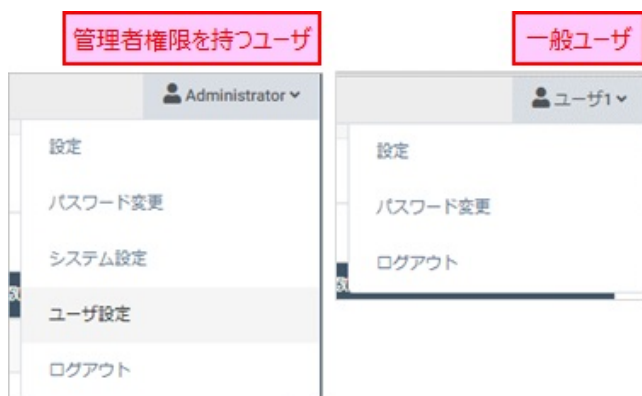 管理者権限を持つユーザ
一般ユーザ
Administrator
設定
パスワード変更
システム設定
ユーザ設定
ログアウト
ユーザ1
設定
パスワード変更
ログアウト